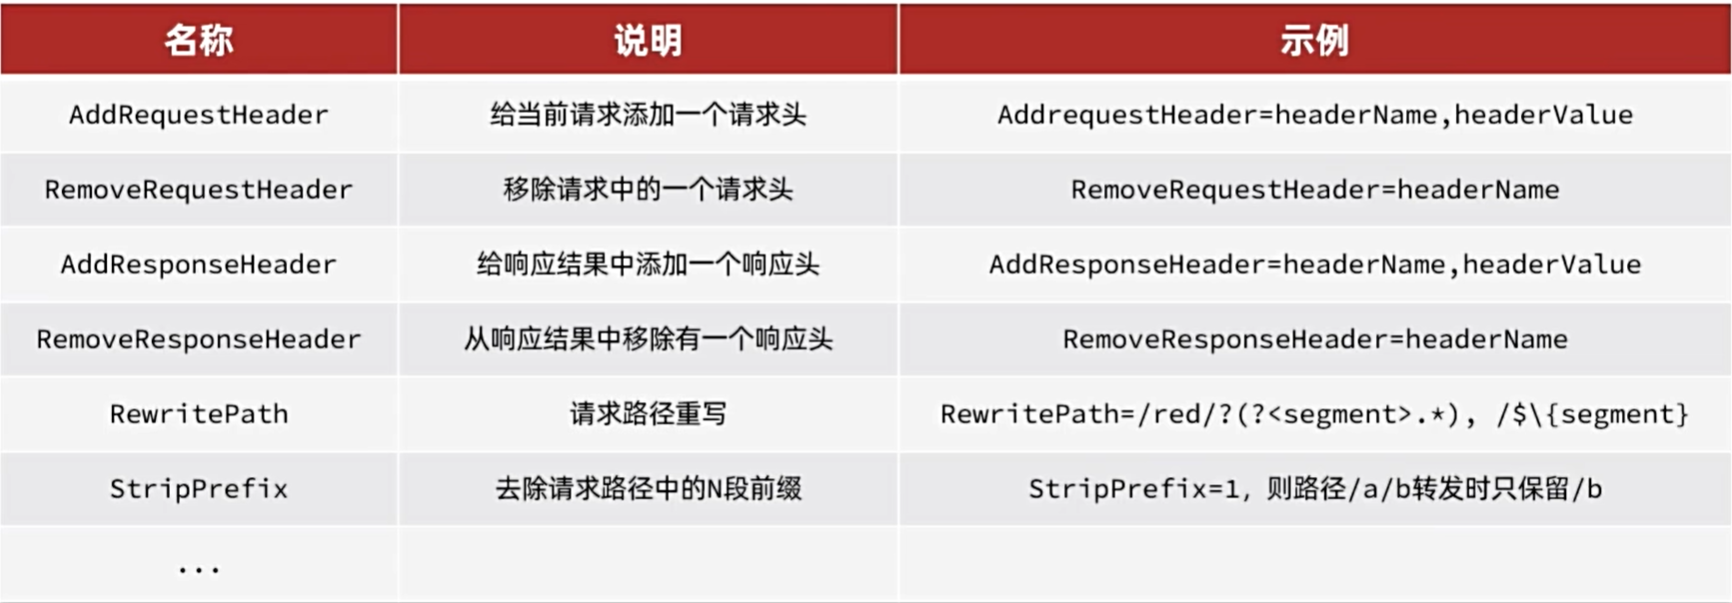 名称 说明 示例
AddRequestHeader 给当前请求添加一个请求头 AddrequestHeader=headerName,headerValue
RemoveRequestHeader 移除请求中的一个请求头 RemoveRequestHeader=headerName
AddResponseHeader 给响应结果中添加一个响应头 AddResponseHeader=headerName,headerValue
RemoveResponseHeader 从响应结果中移除有一个响应头 RemoveResponseHeader=headerName
RewritePath 请求路径重写 RewritePath=/red/?(?<segment>.*), /$\{segment}
StripPrefix 去除请求路径中的N段前缀 StripPrefix=1，则路径/a/b转发时只保留/b
...